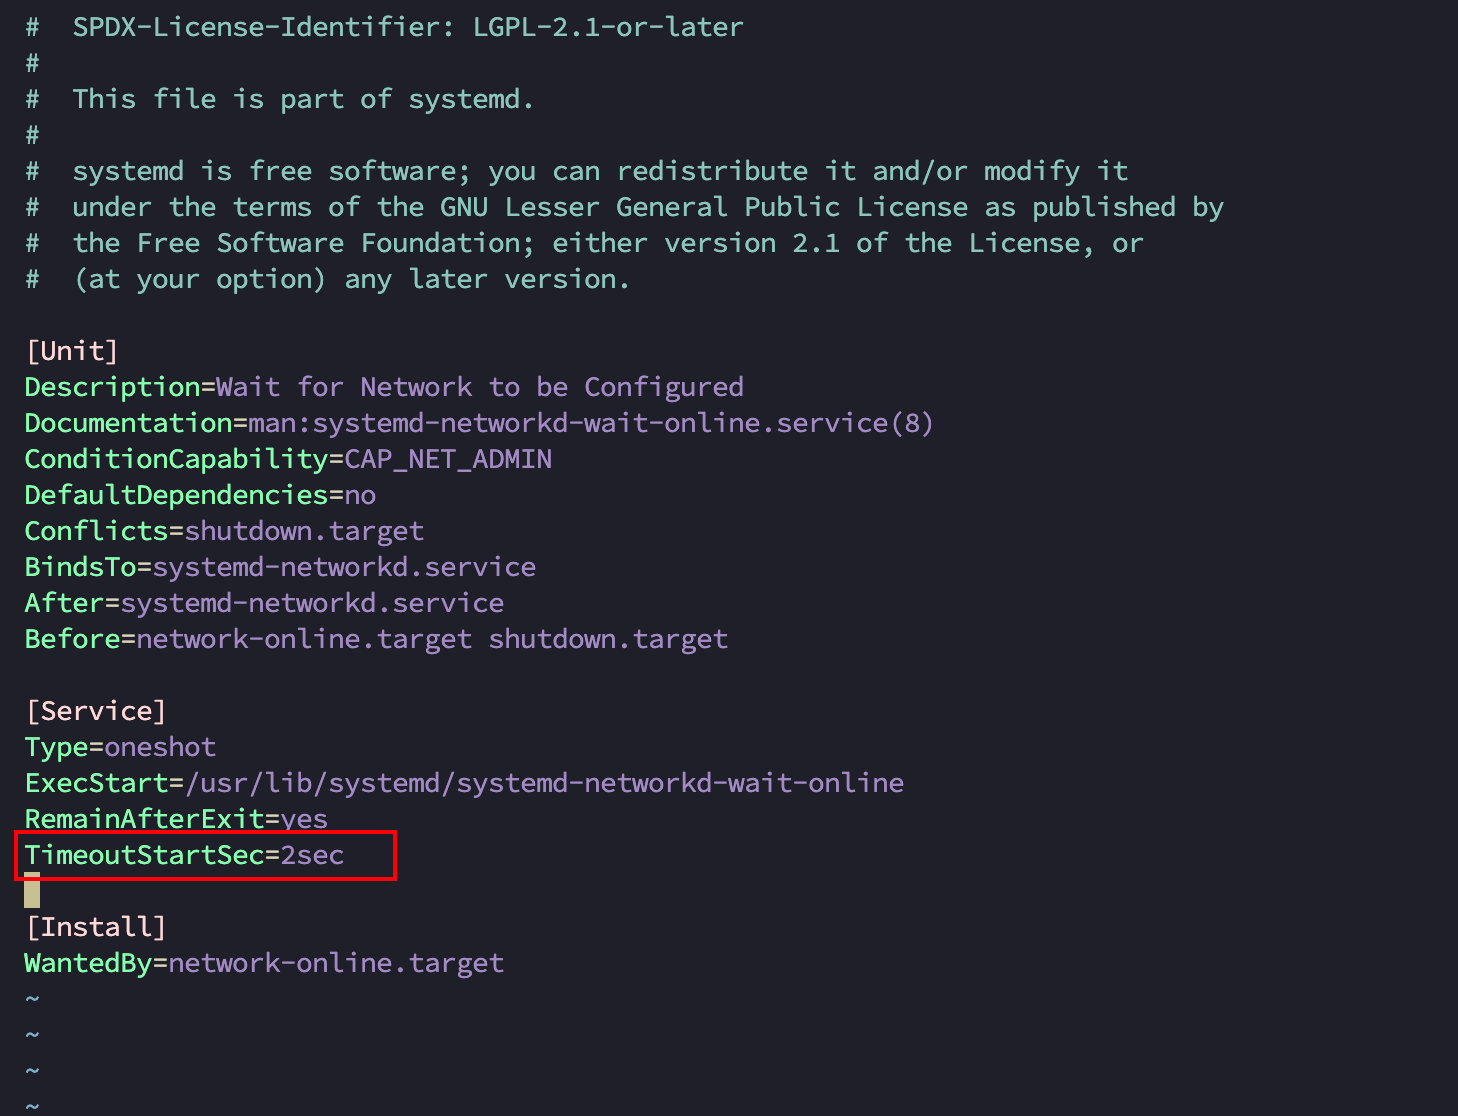 #  SPDX-License-Identifier: LGPL-2.1-or-later
#
#  This file is part of systemd.
#
#  systemd is free software; you can redistribute it and/or modify it
#  under the terms of the GNU Lesser General Public License as published by
#  the Free Software Foundation; either version 2.1 of the License, or
#  (at your option) any later version.

[Unit]
Description=Wait for Network to be Configured
Documentation=man:systemd-networkd-wait-online.service(8)
ConditionCapability=CAP_NET_ADMIN
DefaultDependencies=no
Conflicts=shutdown.target
BindsTo=systemd-networkd.service
After=systemd-networkd.service
Before=network-online.target shutdown.target

[Service]
Type=oneshot
ExecStart=/usr/lib/systemd/systemd-networkd-wait-online
RemainAfterExit=yes
TimeoutStartSec=2sec

[Install]
WantedBy=network-online.target
~
~
~
~